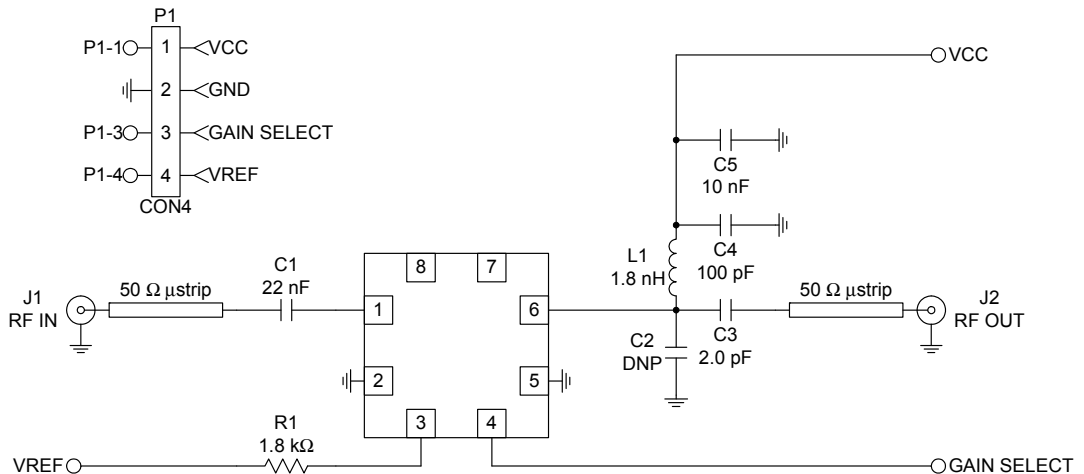 P1
P1-1 1 VCC
2 GND
P1-3 3 GAIN SELECT
P1-4 4 VREF
CON4
VCC
C5
10 nF
C4
100 pF
L1
1.8 nH
J1
RF IN
50 Ω µstrip
C1
22 nF
8
7
1
6
2
5
3
4
C2
DNP
C3
2.0 pF
50 Ω µstrip
J2
RF OUT
R1
1.8 kΩ
VREF
GAIN SELECT